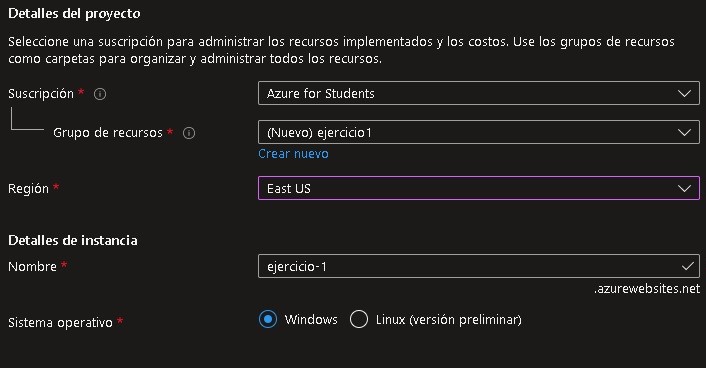 Detalles del proyecto
Seleccione una suscripción para administrar los recursos implementados y los costos. Use los grupos de recursos
como carpetas para organizar y administrar todos los recursos.
Suscripción * Azure for Students
Grupo de recursos * (Nuevo) ejercicio1
Crear nuevo
Región * East US
Detalles de instancia
Nombre * ejercicio-1
.azurewebsites.net
Sistema operativo * Windows Linux (versión preliminar)